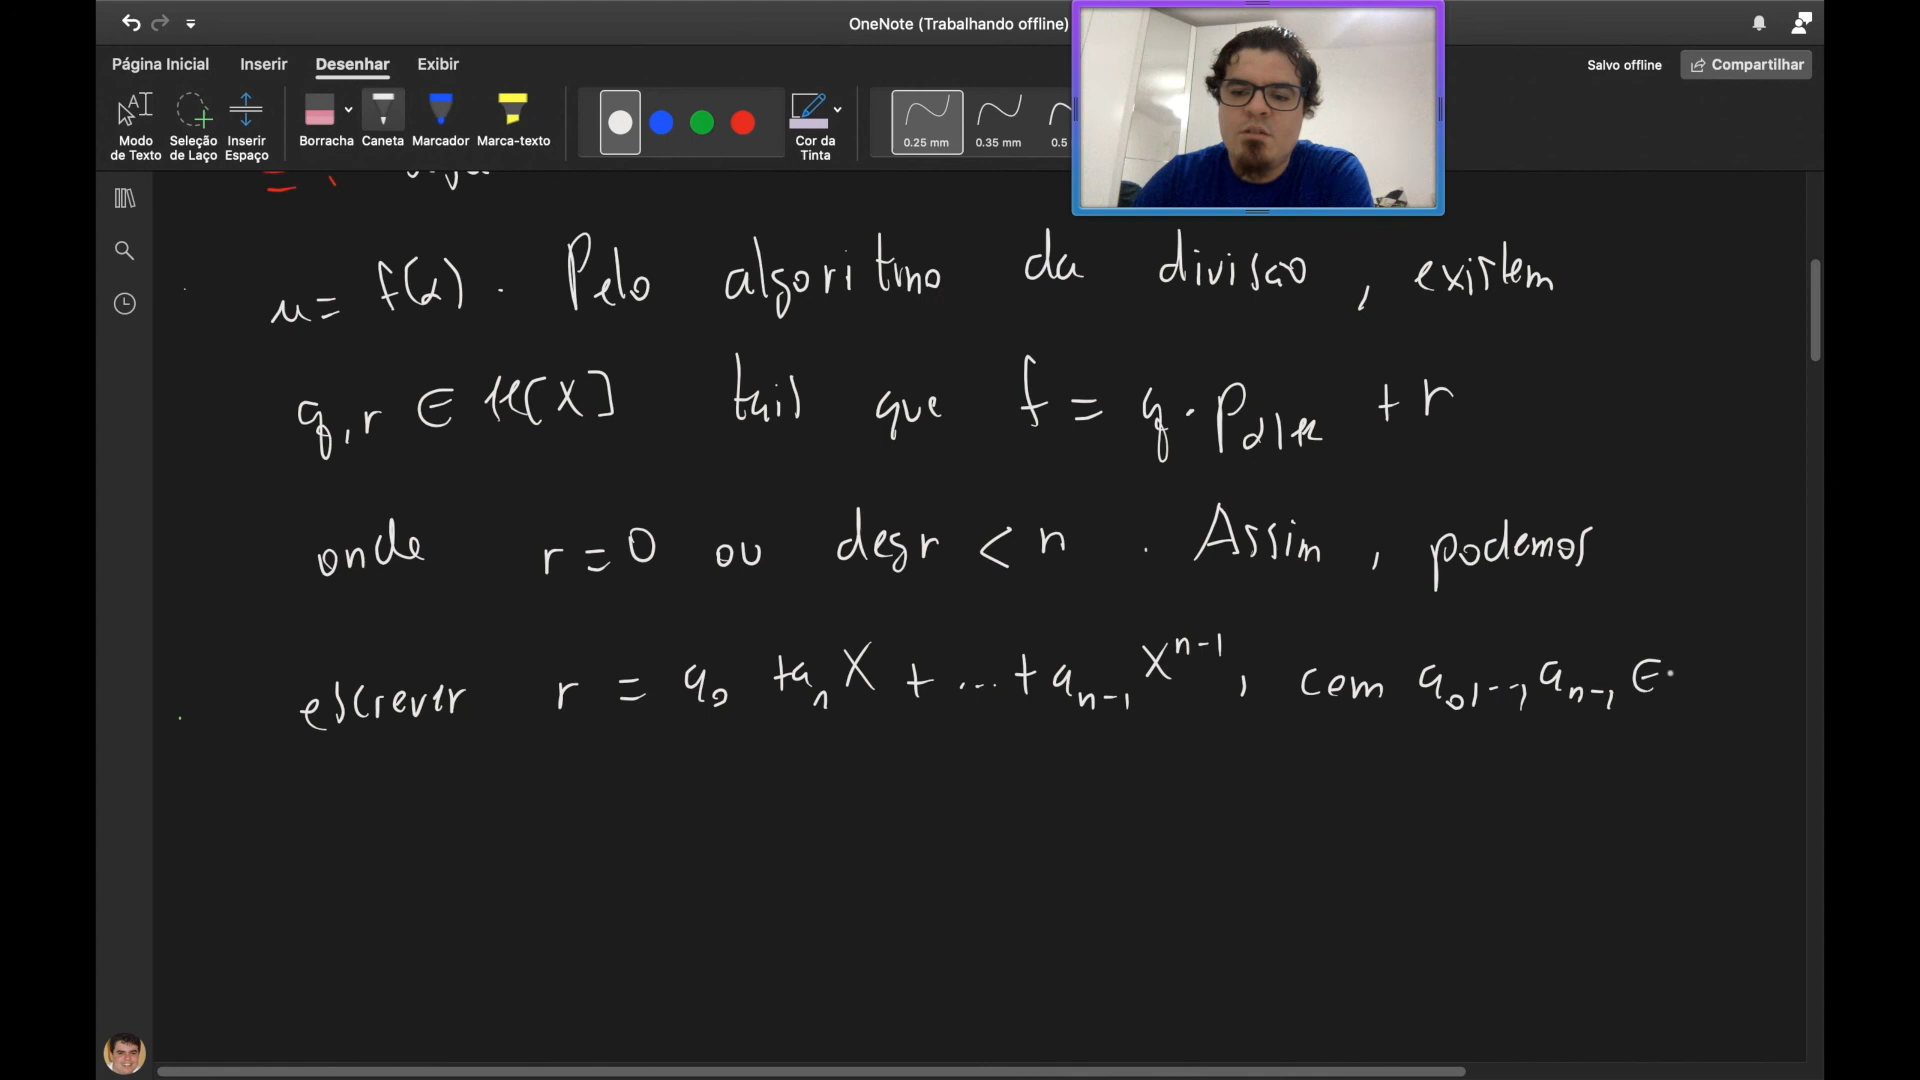 OneNote (Trabalhando offline)
Página Inicial Inserir Desenhar Exibir
Salvo offline Compartilhar
Modo de Texto
Seleção de Laço
Inserir Espaço
Borracha Caneta Marcador Marca-texto
Cor da Tinta
0.25 mm 0.35 mm 0.5
u = f(α). Pelo algoritmo da divisão, existem
q, r ∈ K[X] tais que f = q · P_{α|K} + r
onde r = 0 ou deg r < n. Assim, podemos
escrever r = a_0 + a_1 X + ... + a_{n-1} X^{n-1}, com a_0, ..., a_{n-1} ∈